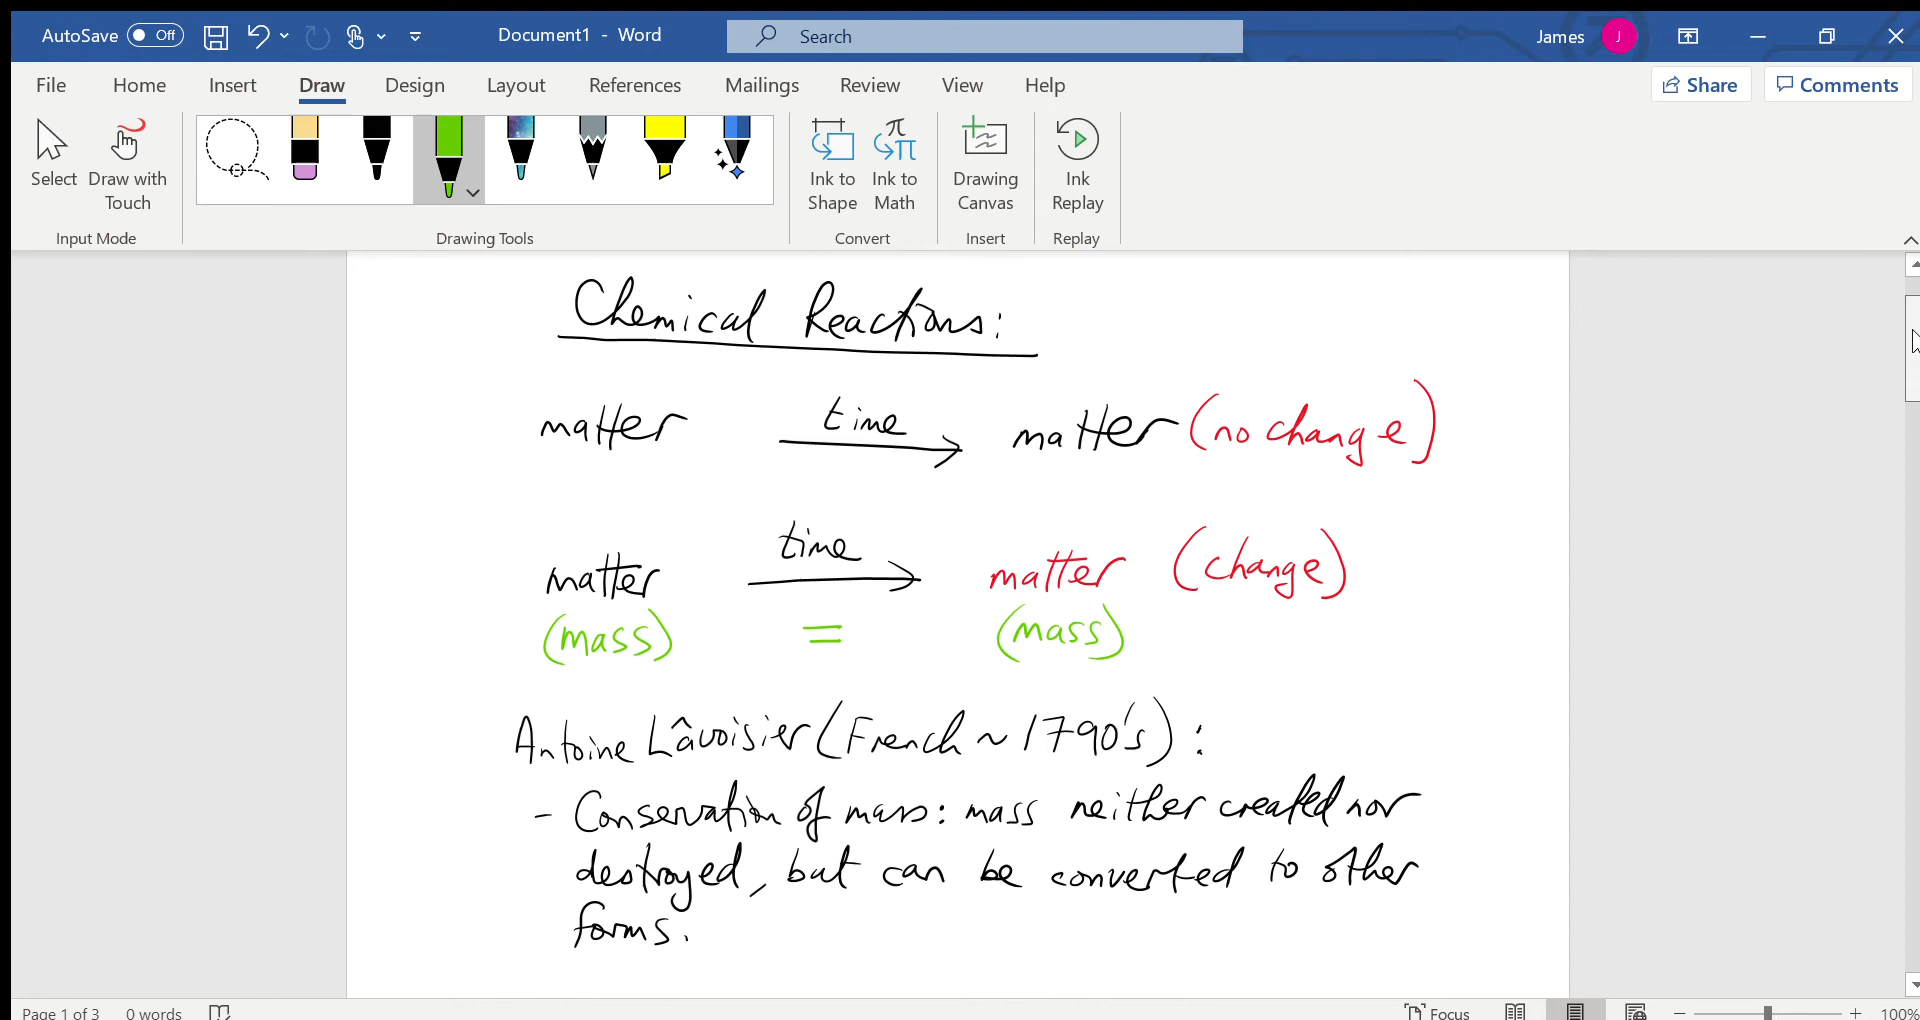 AutoSave Off Document1 - Word Search James J
File Home Insert Draw Design Layout References Mailings Review View Help Share Comments
Select Draw with Touch
Ink to Shape Ink to Math
Drawing Canvas
Ink Replay
Input Mode Drawing Tools Convert Insert Replay
Chemical Reactions:
matter time matter (no change)
matter time matter (change)
(mass) = (mass)
Antoine Lâvoisier (French ~ 1790's) :
- Conservation of mass: mass neither created nor
destroyed, but can be converted to other
forms.
Page 1 of 3 0 words Focus 100%